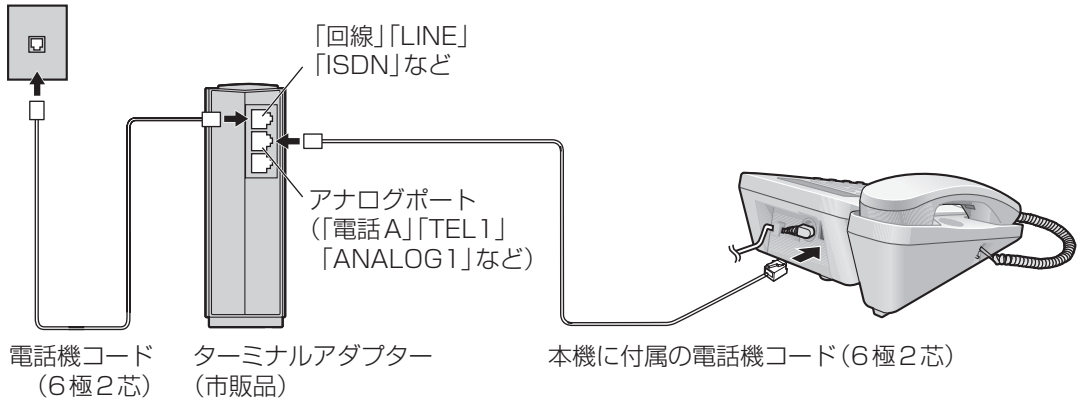 「回線」「LINE」
「ISDN」など
アナログポート
(「電話A」「TEL1」
「ANALOG1」など)
電話機コード
(6極2芯)
ターミナルアダプター
(市販品)
本機に付属の電話機コード(6極2芯)